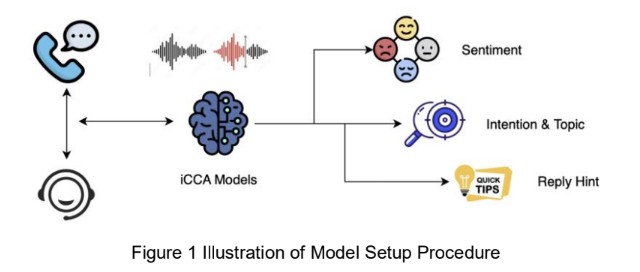 Sentiment
Intention & Topic
iCCA Models
QUICK
TIPS
Reply Hint
Figure 1 Illustration of Model Setup Procedure